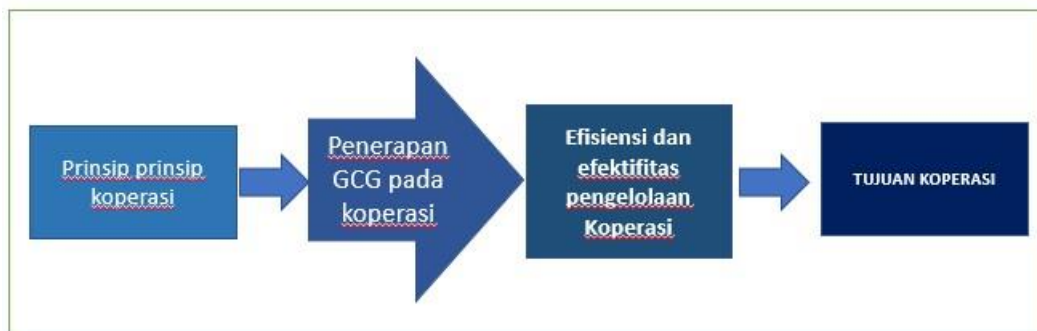 Prinsip prinsip
koperasi
Penerapan
GCG pada
koperasi
Efisiensi dan
efektifitas
pengelolaan
Koperasi
TUJUAN KOPERASI